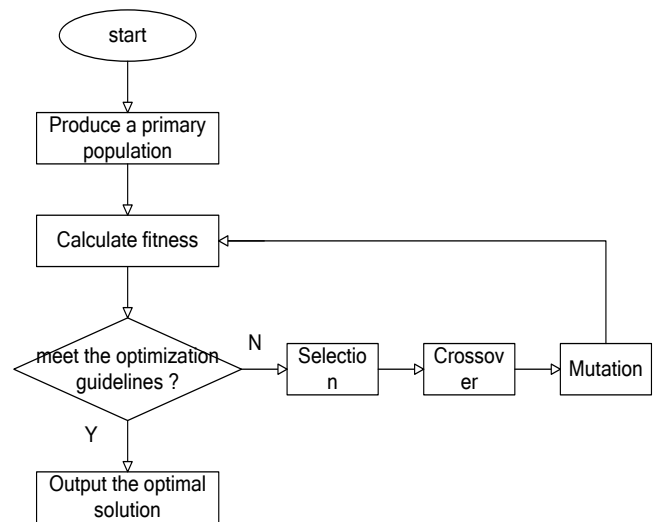 start
Produce a primary
population
Calculate fitness
meet the optimization
guidelines ?
N
Selectio
n
Crossov
er
Mutation
Y
Output the optimal
solution